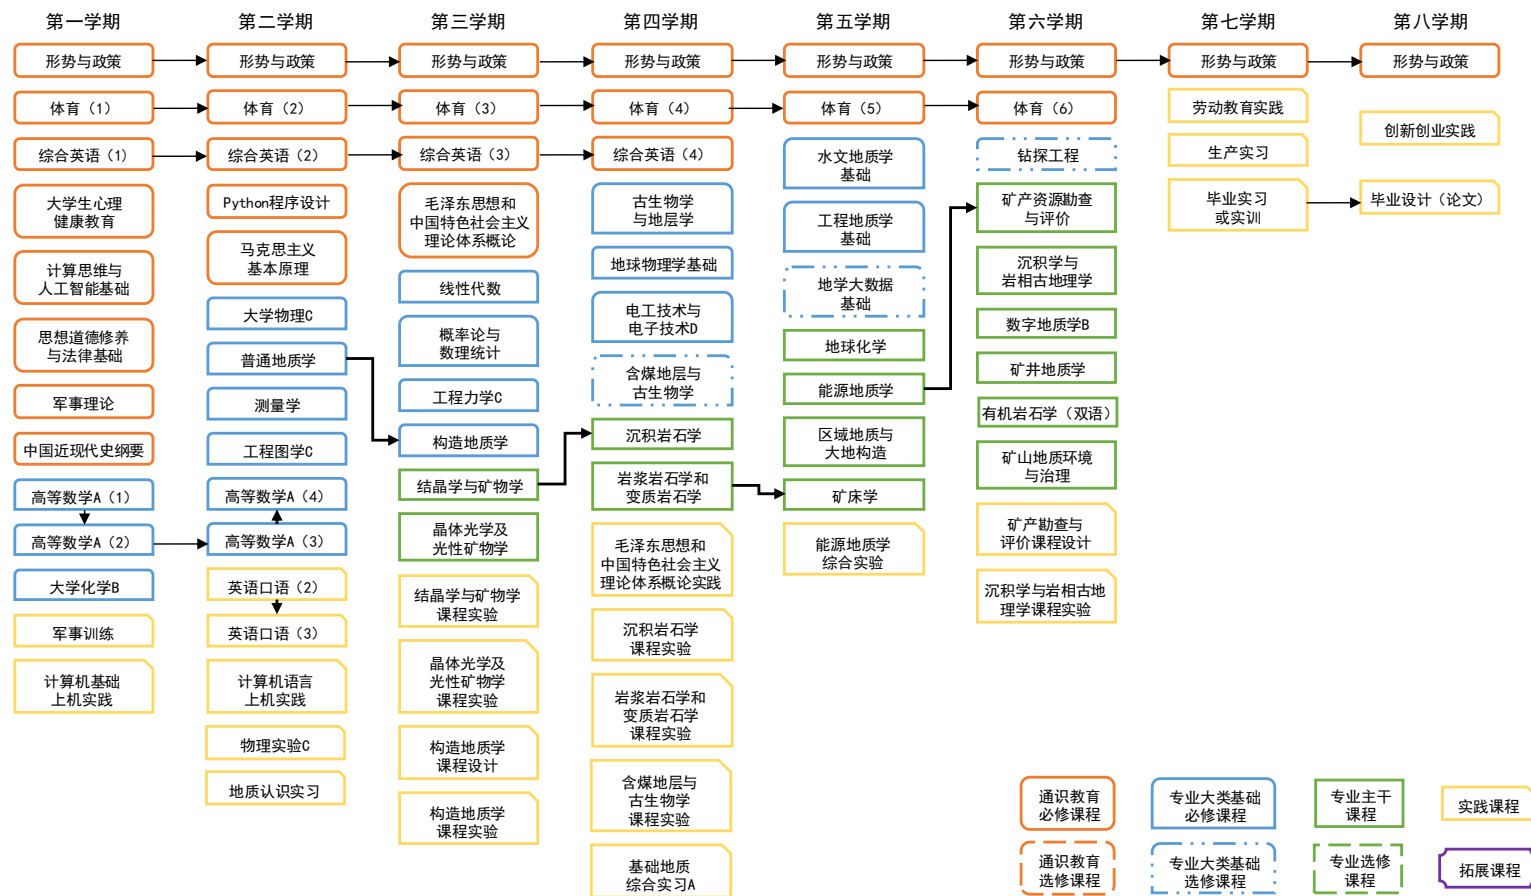 第一学期
形势与政策
体育（1）
综合英语（1）
大学生心理
健康教育
计算思维与
人工智能基础
思想道德修养
与法律基础
军事理论
中国近现代史纲要
高等数学A（1）
高等数学A（2）
大学化学B
军事训练
计算机基础
上机实践
第二学期
形势与政策
体育（2）
综合英语（2）
Python程序设计
马克思主义
基本原理
大学物理C
普通地质学
测量学
工程图学C
高等数学A（4）
高等数学A（3）
英语口语（2）
英语口语（3）
计算机语言
上机实践
物理实验C
地质认识实习
第三学期
形势与政策
体育（3）
综合英语（3）
毛泽东思想和
中国特色社会主义
理论体系概论
线性代数
概率论与
数理统计
工程力学C
构造地质学
结晶学与矿物学
晶体光学及
光性矿物学
结晶学与矿物学
课程实验
晶体光学及
光性矿物学
课程实验
构造地质学
课程设计
构造地质学
课程实验
第四学期
形势与政策
体育（4）
综合英语（4）
古生物学
与地层学
地球物理学基础
电工技术与
电子技术D
含煤地层与
古生物学
沉积岩石学
岩浆岩石学和
变质岩石学
毛泽东思想和
中国特色社会主义
理论体系概论实践
沉积岩石学
课程实验
岩浆岩石学和
变质岩石学
课程实验
含煤地层与
古生物学
课程实验
基础地质
综合实习A
第五学期
形势与政策
体育（5）
水文地质学
基础
工程地质学
基础
地学大数据
基础
地球化学
能源地质学
区域地质与
大地构造
矿床学
能源地质学
综合实验
第六学期
形势与政策
体育（6）
钻探工程
矿产资源勘查
与评价
沉积学与
岩相古地理学
数字地质学B
矿井地质学
有机岩石学（双语）
矿山地质环境
与治理
矿产勘查与
评价课程设计
沉积学与岩相古地
理学课程实验
第七学期
形势与政策
劳动教育实践
生产实习
毕业实习
或实训
第八学期
形势与政策
创新创业实践
毕业设计（论文）
通识教育
必修课程
专业大类基础
必修课程
专业主干
课程
实践课程
通识教育
选修课程
专业大类基础
选修课程
专业选修
课程
拓展课程